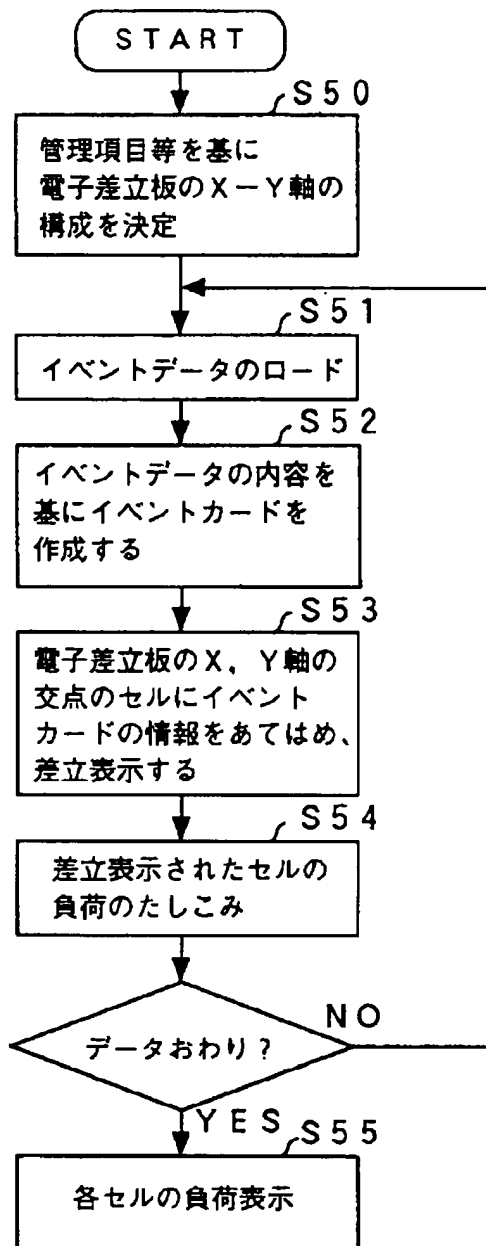 START
S50
管理項目等を基に
電子差立板のX−Y軸の
構成を決定
S51
イベントデータのロード
S52
イベントデータの内容を
基にイベントカードを
作成する
S53
電子差立板のX，Y軸の
交点のセルにイベント
カードの情報をあてはめ、
差立表示する
S54
差立表示されたセルの
負荷のたしこみ
データおわり？
NO
YES
S55
各セルの負荷表示